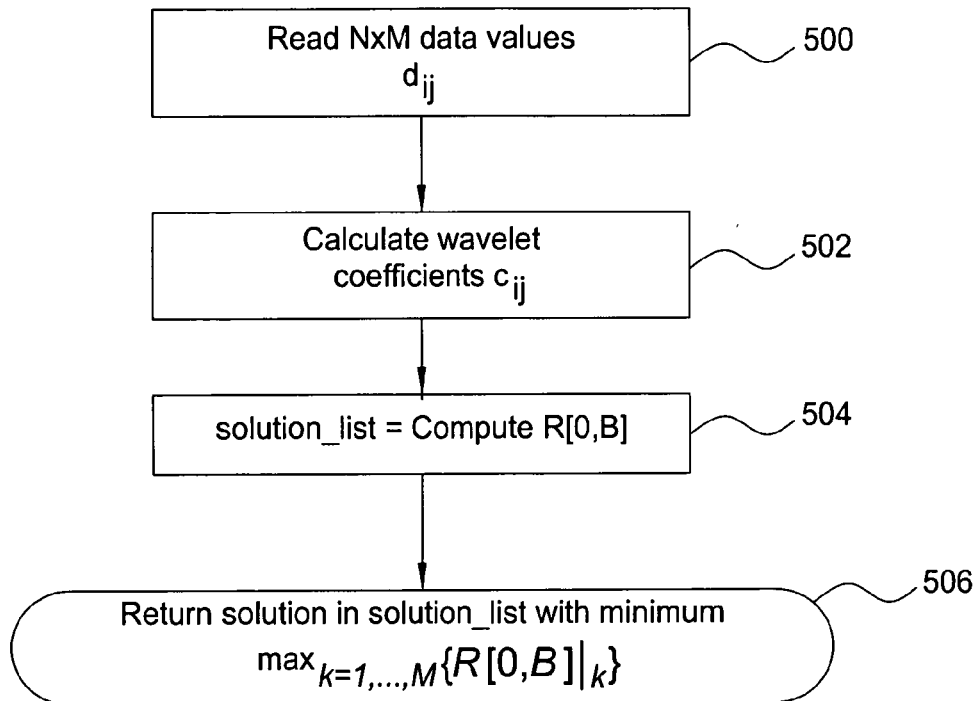 Read NxM data values
d_ij
500
Calculate wavelet
coefficients c_ij
502
solution_list = Compute R[0,B]
504
506
Return solution in solution_list with minimum
max_{k=1,...,M}{R[0,B]|_k}